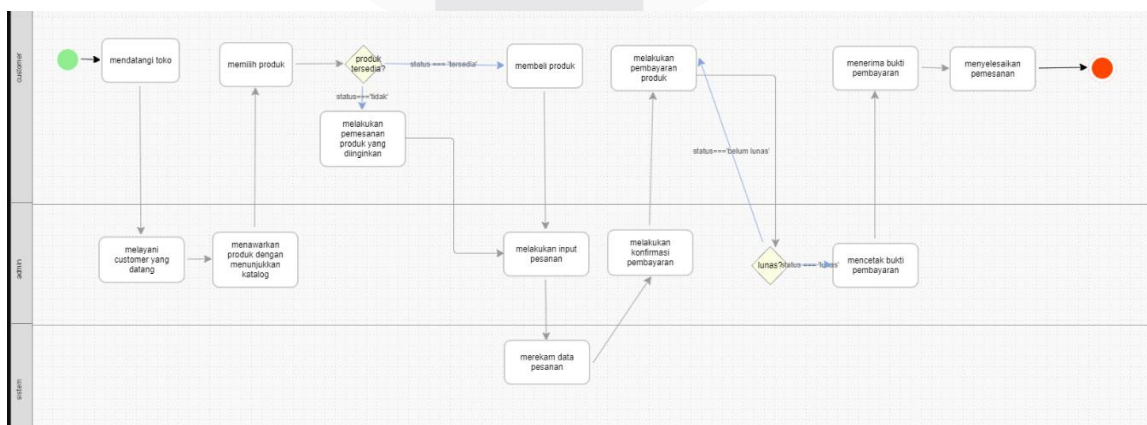 customer
mendatangi toko
memilih produk
produk
tersedia?
status === 'tersedia'
membeli produk
melakukan
pembayaran
produk
menerima bukti
pembayaran
menyelesaikan
pemesanan
status==='tidak'
melakukan
pemesanan
produk yang
diinginkan
status==='belum lunas'
admin
melayani
customer yang
datang
menawarkan
produk dengan
menunjukkan
katalog
melakukan input
pesanan
melakukan
konfirmasi
pembayaran
lunas?
status === 'lunas'
mencetak bukti
pembayaran
sistem
merekam data
pesanan